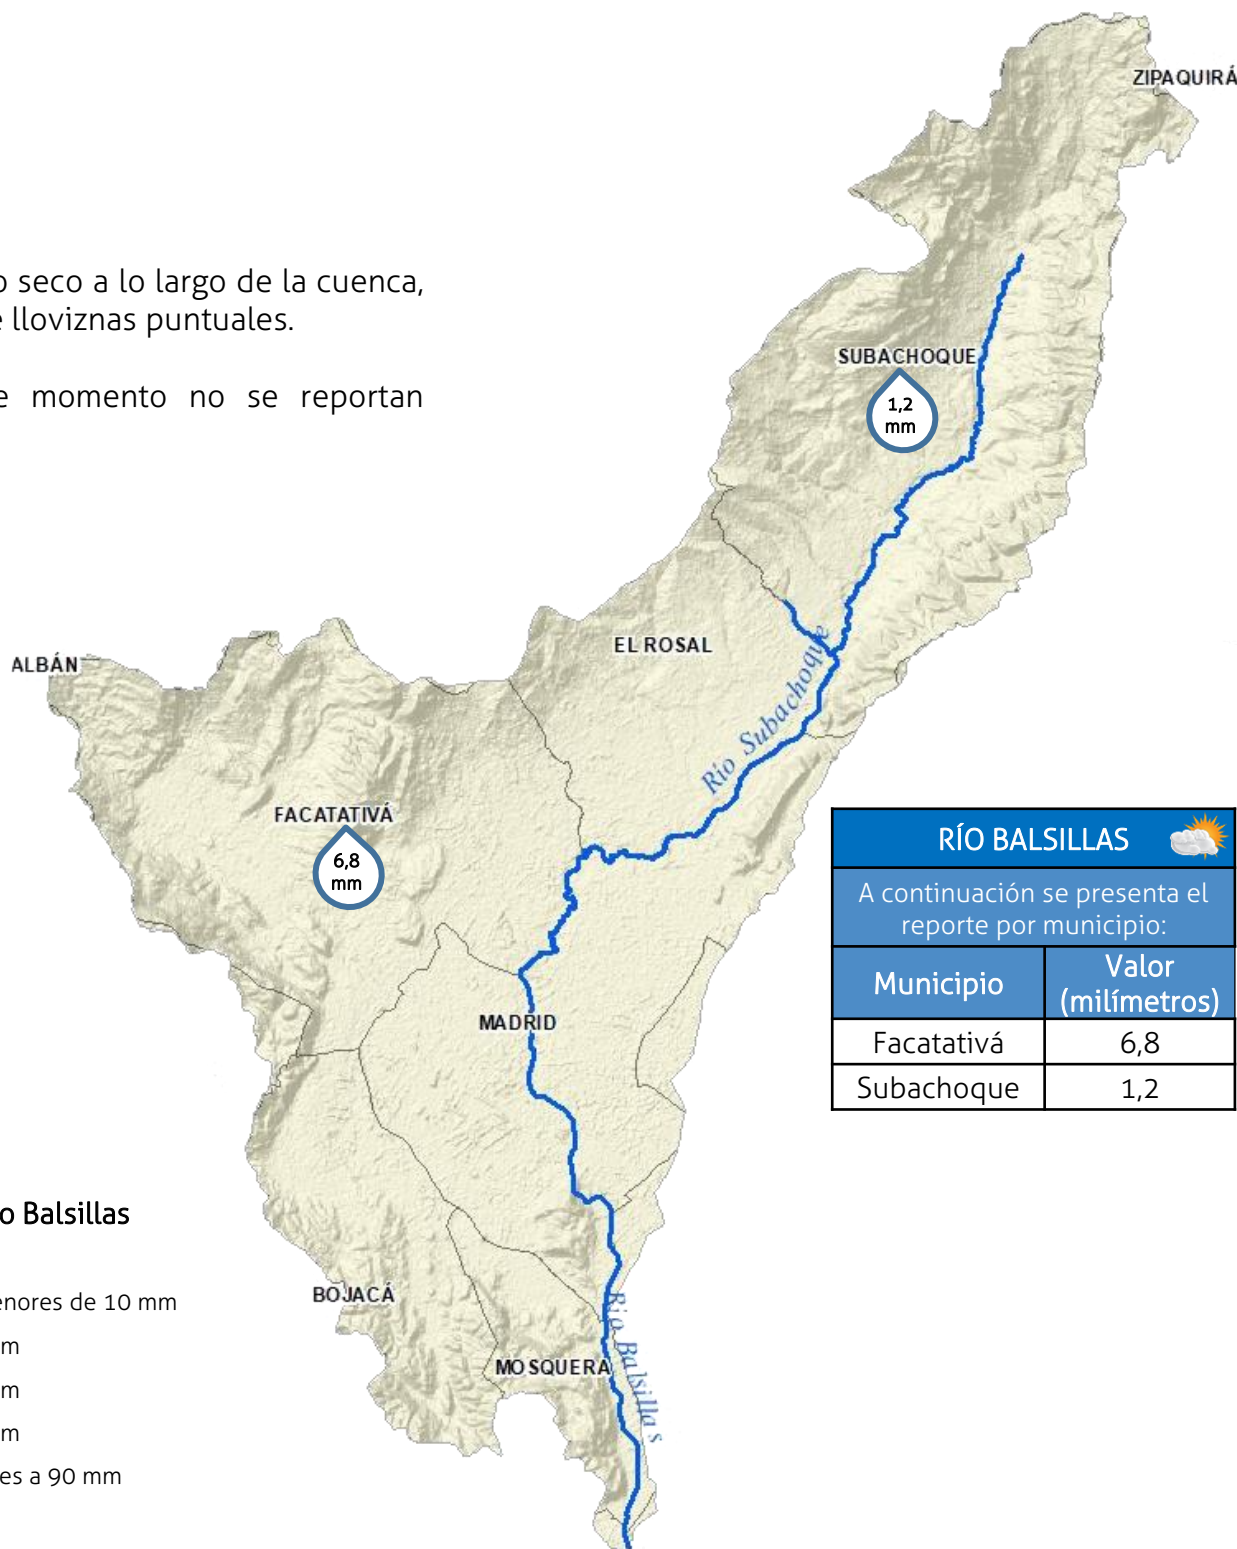 ZIPAQUIRÁ
o seco a lo largo de la cuenca,
e lloviznas puntuales.
e momento no se reportan
SUBACHOQUE
1,2
mm
EL ROSAL
ALBÁN
Río Subachoque
FACATATIVÁ
6,8
mm
RÍO BALSILLAS
A continuación se presenta el
reporte por municipio:
Municipio Valor (milímetros)
Facatativá 6,8
Subachoque 1,2
MADRID
o Balsillas
enores de 10 mm
m
m
m
es a 90 mm
BOJACÁ
MOSQUERA
Río Balsillas